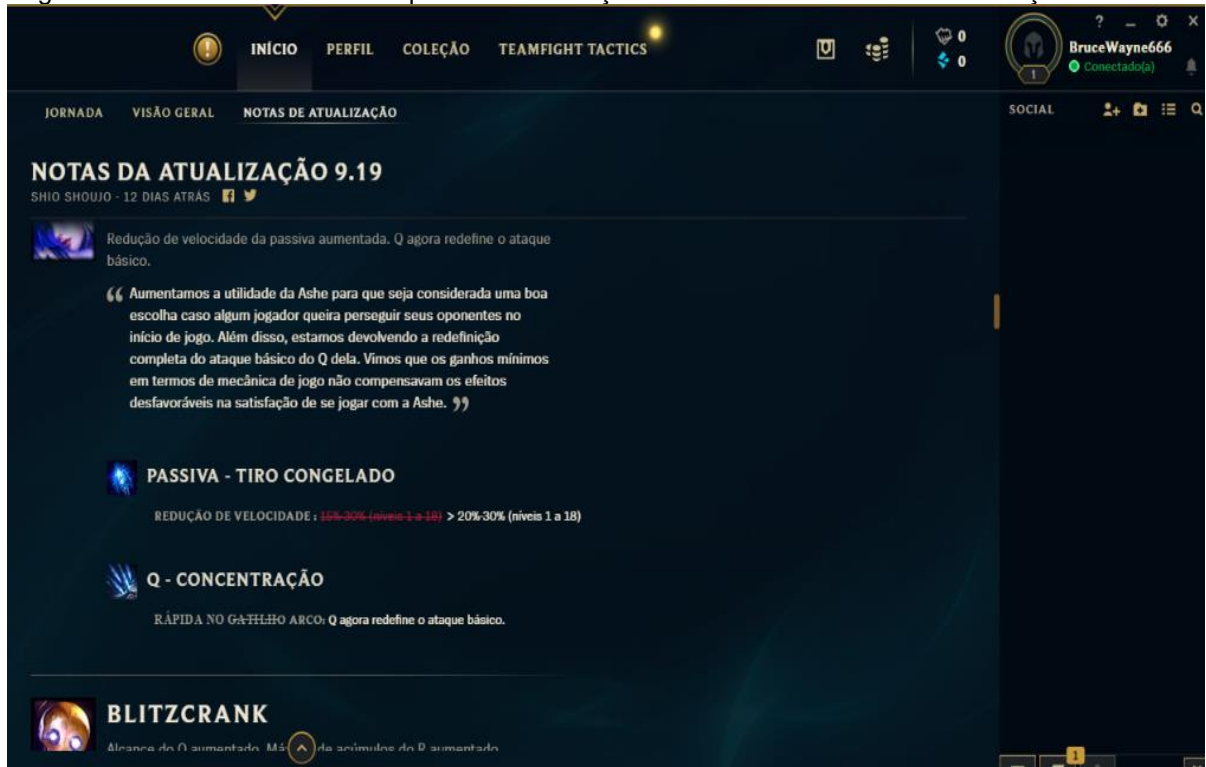 ? _ ×
INÍCIO PERFIL COLEÇÃO TEAMFIGHT TACTICS
0
0
BruceWayne666
Conectado(a)
1
JORNADA VISÃO GERAL NOTAS DE ATUALIZAÇÃO
SOCIAL
NOTAS DA ATUALIZAÇÃO 9.19
SHIO SHOUJO - 12 DIAS ATRÁS
Redução de velocidade da passiva aumentada. Q agora redefine o ataque
básico.
“ Aumentamos a utilidade da Ashe para que seja considerada uma boa
escolha caso algum jogador queira perseguir seus oponentes no
início de jogo. Além disso, estamos devolvendo a redefinição
completa do ataque básico do Q dela. Vimos que os ganhos mínimos
em termos de mecânica de jogo não compensavam os efeitos
desfavoráveis na satisfação de se jogar com a Ashe. ”
PASSIVA - TIRO CONGELADO
REDUÇÃO DE VELOCIDADE : 15%-30% (níveis 1 a 18) > 20%-30% (níveis 1 a 18)
Q - CONCENTRAÇÃO
RÁPIDA NO GATILHO ARCO: Q agora redefine o ataque básico.
BLITZCRANK
Alcance do Q aumentado. de acúmulos do R aumentado
1